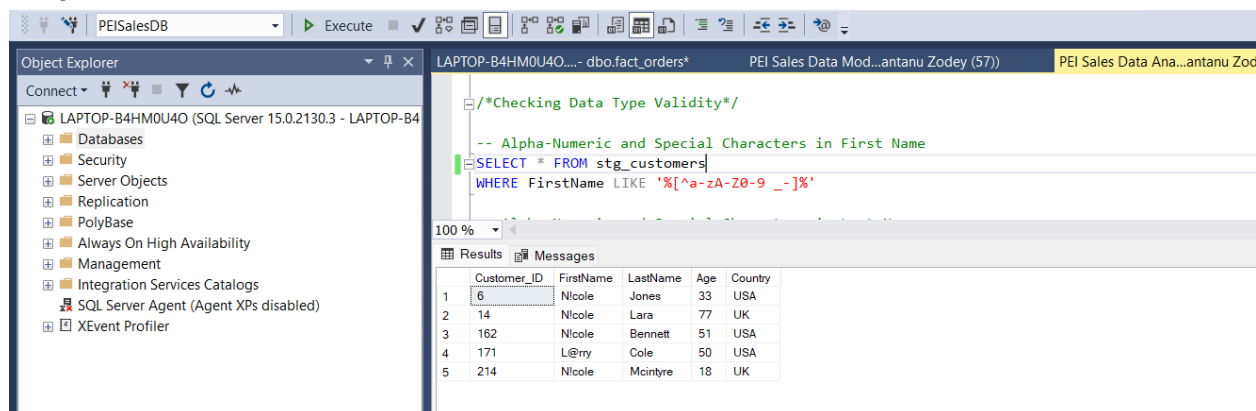 PEISalesDB Execute
Object Explorer
Connect
LAPTOP-B4HM0U4O (SQL Server 15.0.2130.3 - LAPTOP-B4
Databases
Security
Server Objects
Replication
PolyBase
Always On High Availability
Management
Integration Services Catalogs
SQL Server Agent (Agent XPs disabled)
XEvent Profiler
LAPTOP-B4HM0U4O....- dbo.fact_orders* PEI Sales Data Mod...antanu Zodey (57)) PEI Sales Data Ana...antanu Zod
/*Checking Data Type Validity*/
-- Alpha-Numeric and Special Characters in First Name
SELECT * FROM stg_customers
WHERE FirstName LIKE '%[^a-zA-Z0-9 _-]%'
100 %
Results Messages
Customer_ID FirstName LastName Age Country
1 6 N!cole Jones 33 USA
2 14 N!cole Lara 77 UK
3 162 N!cole Bennett 51 USA
4 171 L@rry Cole 50 USA
5 214 N!cole Mcintyre 18 UK